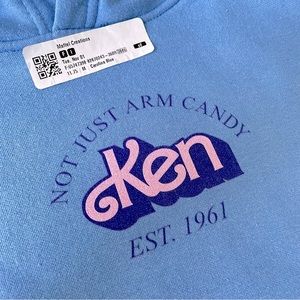 Mattel Creations
NOT JUST ARM CANDY
Ken
EST. 1961